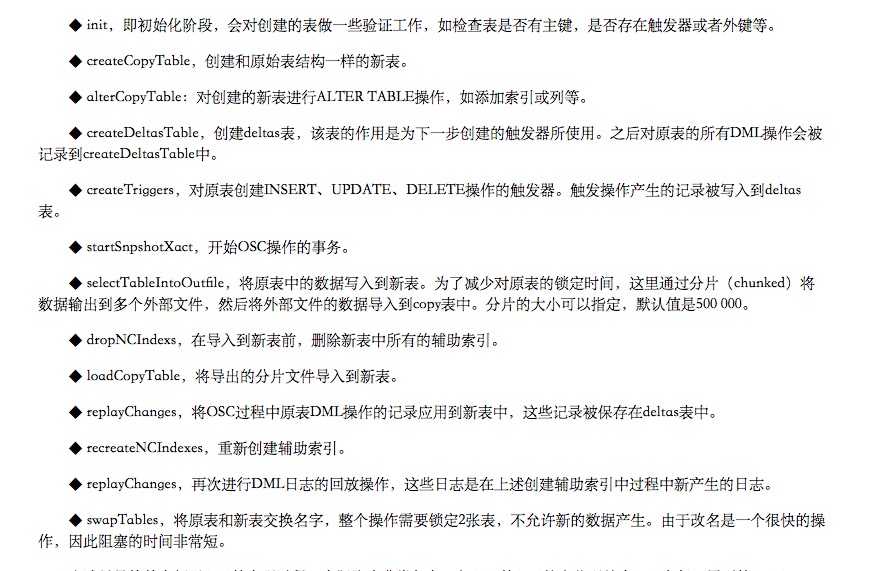 ◆ init，即初始化阶段，会对创建的表做一些验证工作，如检查表是否有主键，是否存在触发器或者外键等。
◆ createCopyTable，创建和原始表结构一样的新表。
◆ alterCopyTable：对创建的新表进行ALTER TABLE操作，如添加索引或列等。
◆ createDeltasTable，创建deltas表，该表的作用是为下一步创建的触发器所使用。之后对原表的所有DML操作会被
记录到createDeltasTable中。
◆ createTriggers，对原表创建INSERT、UPDATE、DELETE操作的触发器。触发操作产生的记录被写入到deltas
表。
◆ startSnpshotXact，开始OSC操作的事务。
◆ selectTableIntoOutfile，将原表中的数据写入到新表。为了减少对原表的锁定时间，这里通过分片（chunked）将
数据输出到多个外部文件，然后将外部文件的数据导入到copy表中。分片的大小可以指定，默认值是500 000。
◆ dropNCIndexs，在导入到新表前，删除新表中所有的辅助索引。
◆ loadCopyTable，将导出的分片文件导入到新表。
◆ replayChanges，将OSC过程中原表DML操作的记录应用到新表中，这些记录被保存在deltas表中。
◆ recreateNCIndexes，重新创建辅助索引。
◆ replayChanges，再次进行DML日志的回放操作，这些日志是在上述创建辅助索引中过程中新产生的日志。
◆ swapTables，将原表和新表交换名字，整个操作需要锁定2张表，不允许新的数据产生。由于改名是一个很快的操
作，因此阻塞的时间非常短。